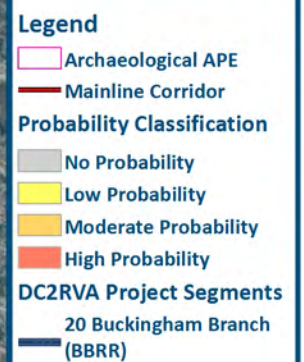 Legend
Archaeological APE
Mainline Corridor
Probability Classification
No Probability
Low Probability
Moderate Probability
High Probability
DC2RVA Project Segments
20 Buckingham Branch
(BBRR)